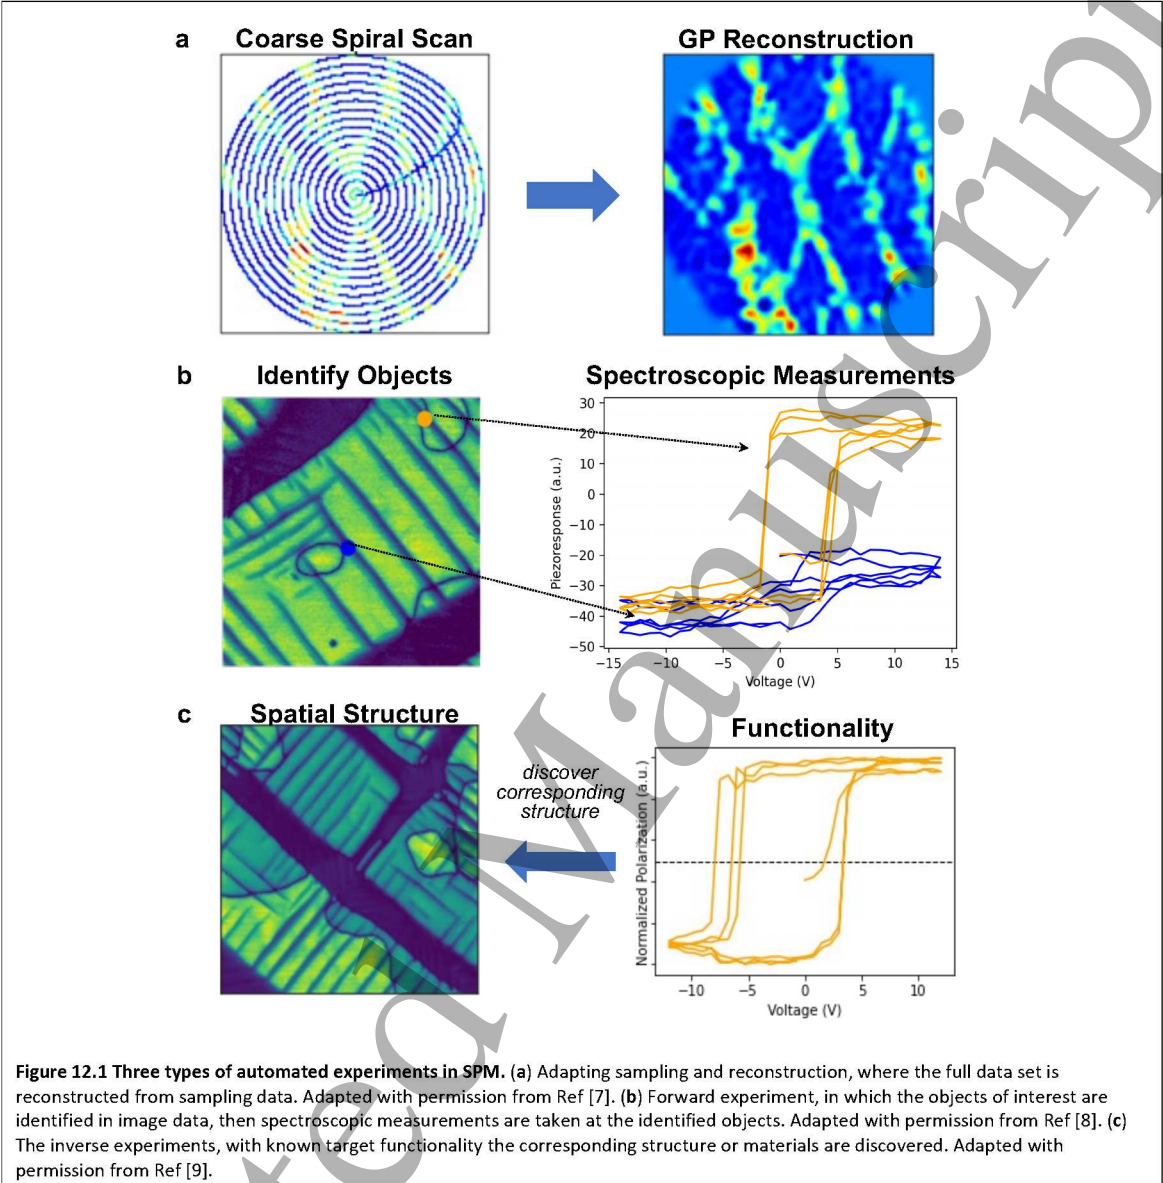 a Coarse Spiral Scan GP Reconstruction
b Identify Objects Spectroscopic Measurements
30
20
10
0
−10
−20
−30
−40
−50
Piezoresponse (a.u.)
−15 −10 −5 0 5 10 15
Voltage (V)
c Spatial Structure Functionality
discover
corresponding
structure
Normalized Polarization (a.u.)
−10 −5 0 5 10
Voltage (V)
Figure 12.1 Three types of automated experiments in SPM. (a) Adapting sampling and reconstruction, where the full data set is
reconstructed from sampling data. Adapted with permission from Ref [7]. (b) Forward experiment, in which the objects of interest are
identified in image data, then spectroscopic measurements are taken at the identified objects. Adapted with permission from Ref [8]. (c)
The inverse experiments, with known target functionality the corresponding structure or materials are discovered. Adapted with
permission from Ref [9].
ted Manuscrip